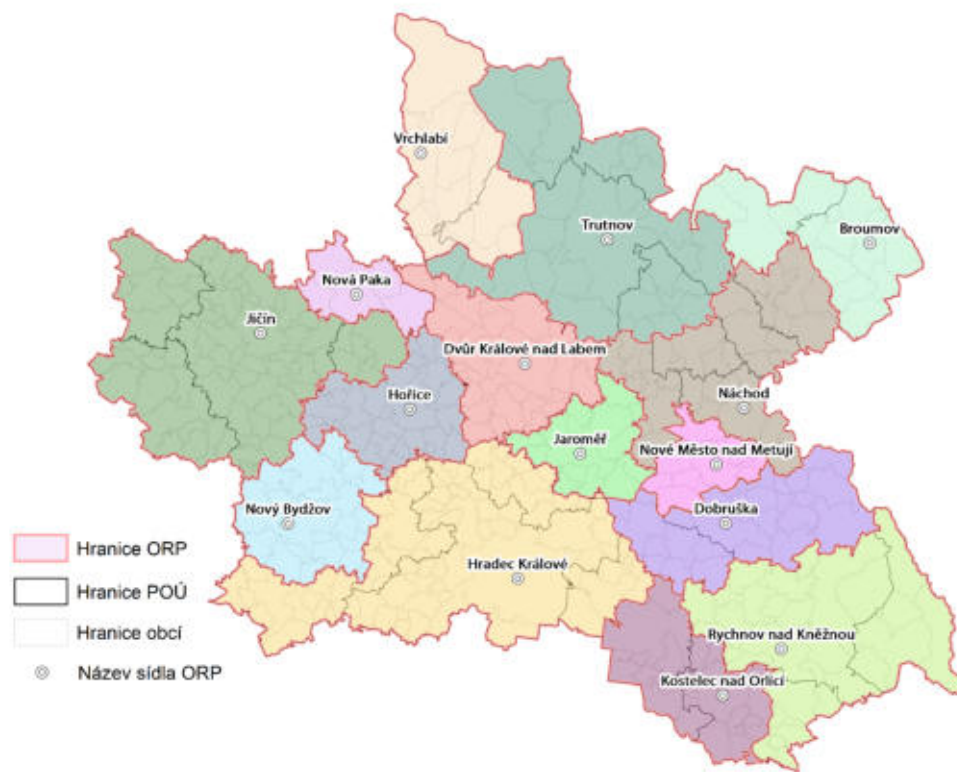 Vrchlabí
Trutnov
Broumov
Nová Paka
Jičín
Dvůr Králové nad Labem
Hořice
Náchod
Jaroměř
Nové Město nad Metují
Nový Bydžov
Dobruška
Hradec Králové
Rychnov nad Kněžnou
Kostelec nad Orlicí
Hranice ORP
Hranice POÚ
Hranice obcí
Název sídla ORP